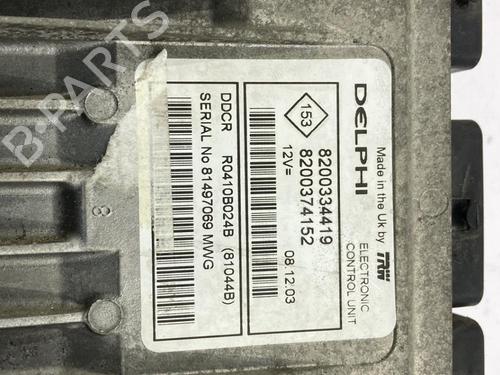 DELPHI
Made in the Uk by TRW
ELECTRONIC
CONTROL UNIT
153
8200334419
8200374152
12V=
08.12.03
DDCR R0410B024B (81044B)
SERIAL No 81497069 MWG
8
B-PARTS